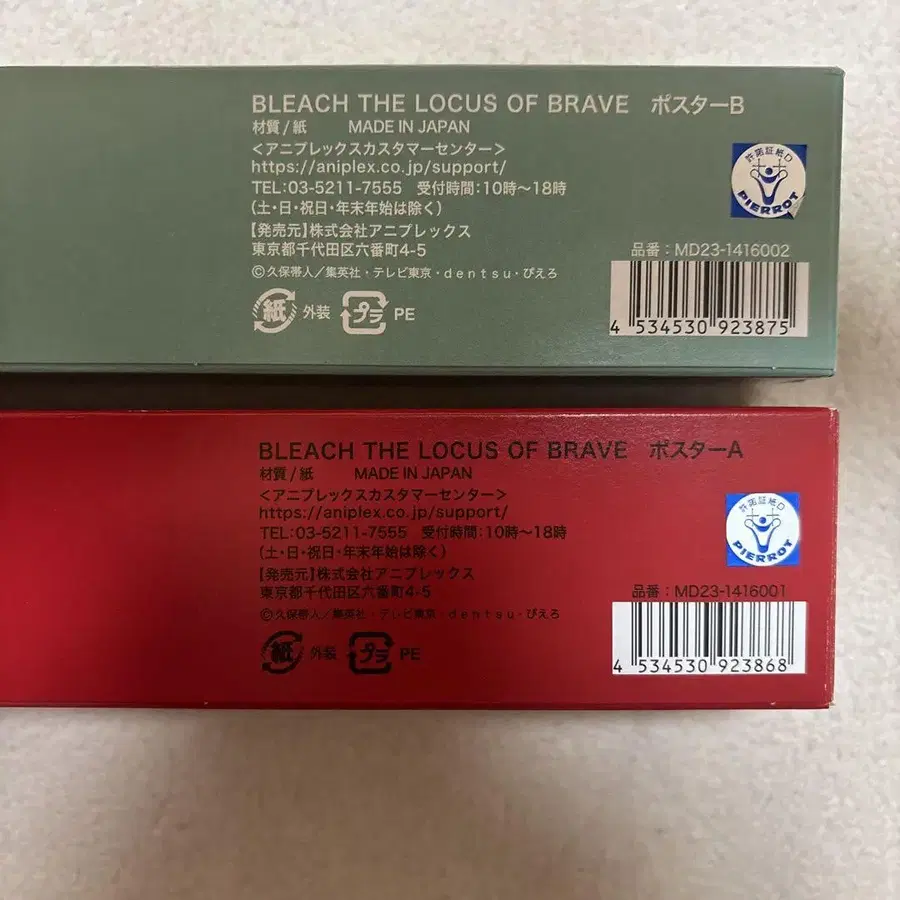 BLEACH THE LOCUS OF BRAVE ポスターB
材質/紙 MADE IN JAPAN
<アニプレックスカスタマーセンター>
https://aniplex.co.jp/support/
TEL:03-5211-7555 受付時間:10時~18時
(土・日・祝日・年末年始は除く)
【発売元】株式会社アニプレックス
東京都千代田区六番町4-5
©久保帯人/集英社・テレビ東京・dentsu・ぴえろ
紙 外装 プラ PE
許諾証紙
PIERROT
品番:MD23-1416002
4 534530 923875
BLEACH THE LOCUS OF BRAVE ポスターA
材質/紙 MADE IN JAPAN
<アニプレックスカスタマーセンター>
https://aniplex.co.jp/support/
TEL:03-5211-7555 受付時間:10時~18時
(土・日・祝日・年末年始は除く)
【発売元】株式会社アニプレックス
東京都千代田区六番町4-5
©久保帯人/集英社・テレビ東京・dentsu・ぴえろ
紙 外装 プラ PE
許諾証紙
PIERROT
品番:MD23-1416001
4 534530 923868